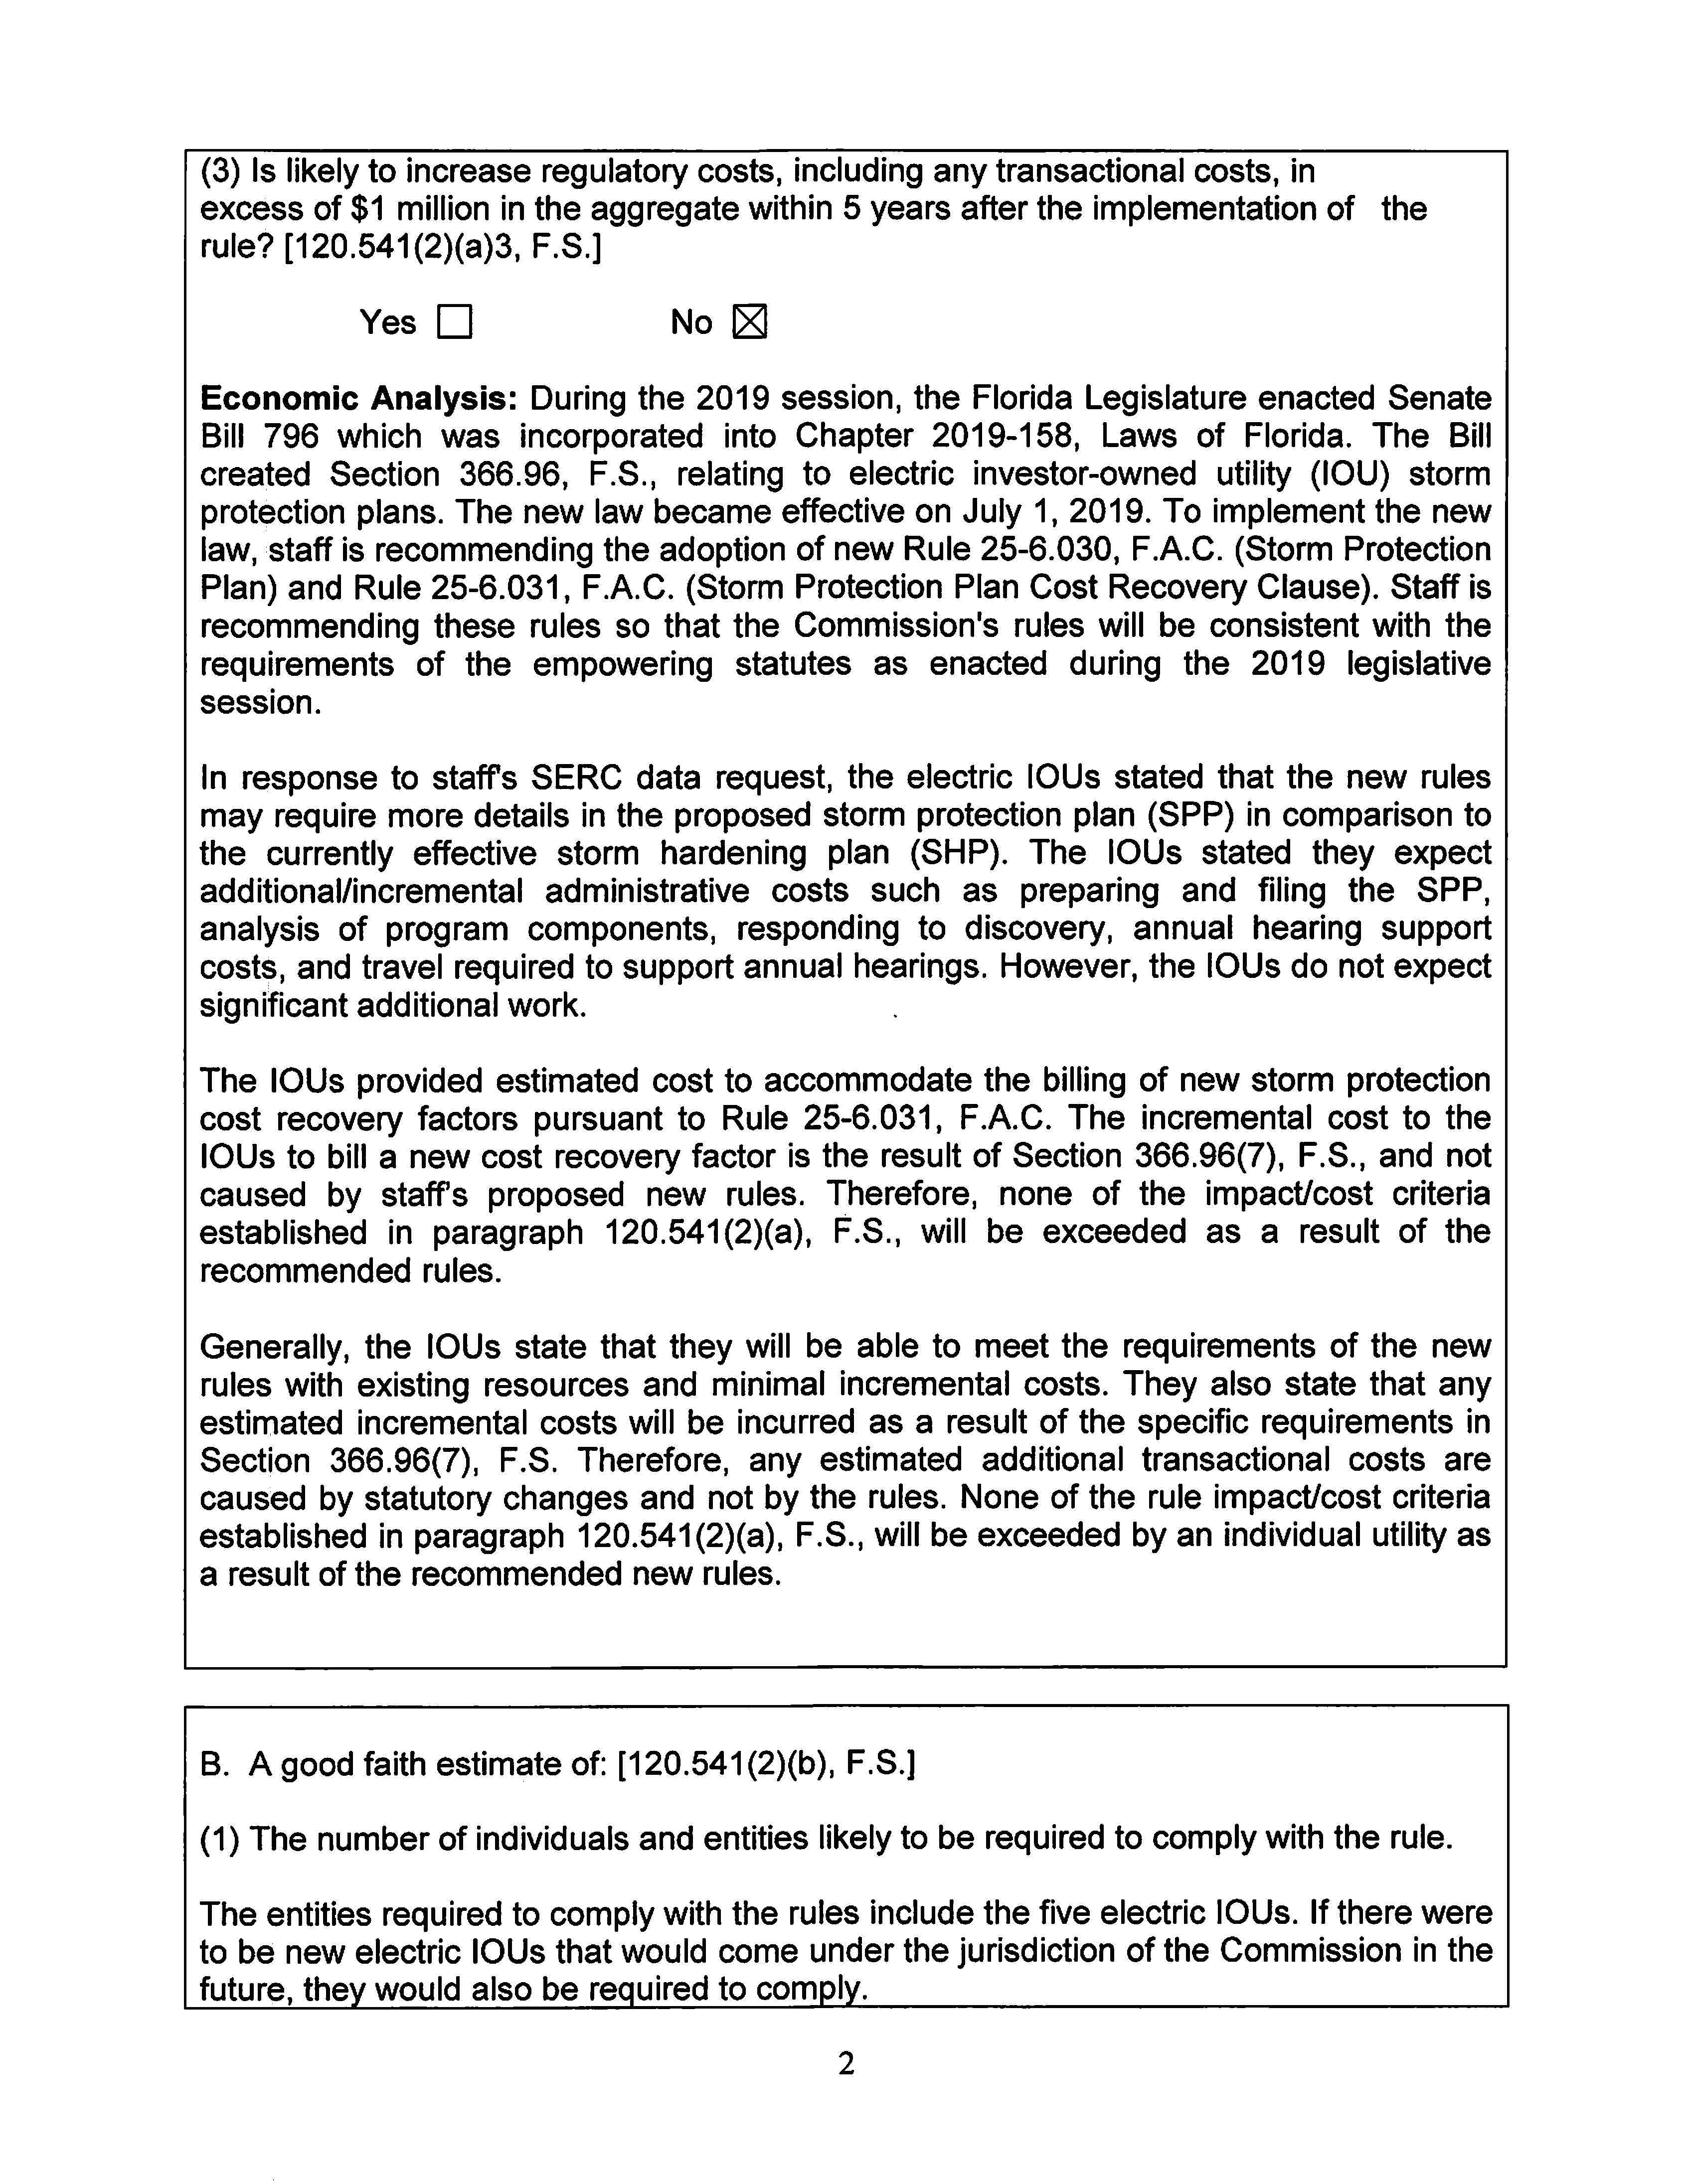 (3) Is likely to increase regulatory costs, including any transactional costs, in
excess of $1 million in the aggregate within 5 years after the implementation of the
rule? [120.541(2)(a)3, F.S.]
Yes ☐ No ☒
Economic Analysis: During the 2019 session, the Florida Legislature enacted Senate
Bill 796 which was incorporated into Chapter 2019-158, Laws of Florida. The Bill
created Section 366.96, F.S., relating to electric investor-owned utility (IOU) storm
protection plans. The new law became effective on July 1, 2019. To implement the new
law, staff is recommending the adoption of new Rule 25-6.030, F.A.C. (Storm Protection
Plan) and Rule 25-6.031, F.A.C. (Storm Protection Plan Cost Recovery Clause). Staff is
recommending these rules so that the Commission's rules will be consistent with the
requirements of the empowering statutes as enacted during the 2019 legislative
session.
In response to staff's SERC data request, the electric IOUs stated that the new rules
may require more details in the proposed storm protection plan (SPP) in comparison to
the currently effective storm hardening plan (SHP). The IOUs stated they expect
additional/incremental administrative costs such as preparing and filing the SPP,
analysis of program components, responding to discovery, annual hearing support
costs, and travel required to support annual hearings. However, the IOUs do not expect
significant additional work.
The IOUs provided estimated cost to accommodate the billing of new storm protection
cost recovery factors pursuant to Rule 25-6.031, F.A.C. The incremental cost to the
IOUs to bill a new cost recovery factor is the result of Section 366.96(7), F.S., and not
caused by staff's proposed new rules. Therefore, none of the impact/cost criteria
established in paragraph 120.541(2)(a), F.S., will be exceeded as a result of the
recommended rules.
Generally, the IOUs state that they will be able to meet the requirements of the new
rules with existing resources and minimal incremental costs. They also state that any
estimated incremental costs will be incurred as a result of the specific requirements in
Section 366.96(7), F.S. Therefore, any estimated additional transactional costs are
caused by statutory changes and not by the rules. None of the rule impact/cost criteria
established in paragraph 120.541(2)(a), F.S., will be exceeded by an individual utility as
a result of the recommended new rules.
B. A good faith estimate of: [120.541(2)(b), F.S.]
(1) The number of individuals and entities likely to be required to comply with the rule.
The entities required to comply with the rules include the five electric IOUs. If there were
to be new electric IOUs that would come under the jurisdiction of the Commission in the
future, they would also be required to comply.
2